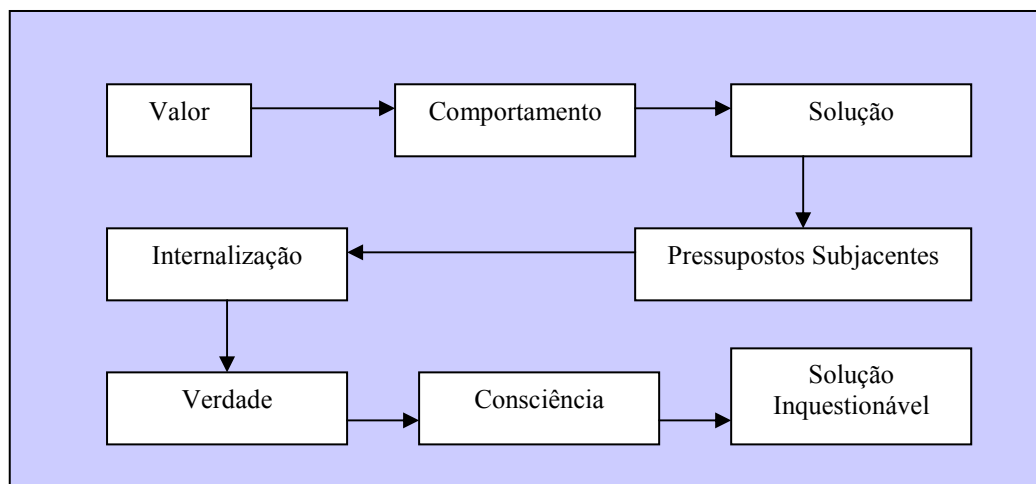 Valor
Comportamento
Solução
Internalização
Pressupostos Subjacentes
Verdade
Consciência
Solução
Inquestionável